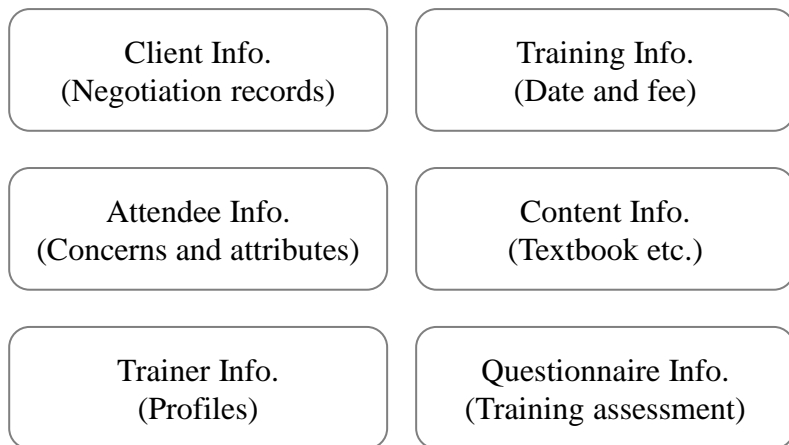 Client Info.
(Negotiation records)
Training Info.
(Date and fee)
Attendee Info.
(Concerns and attributes)
Content Info.
(Textbook etc.)
Trainer Info.
(Profiles)
Questionnaire Info.
(Training assessment)